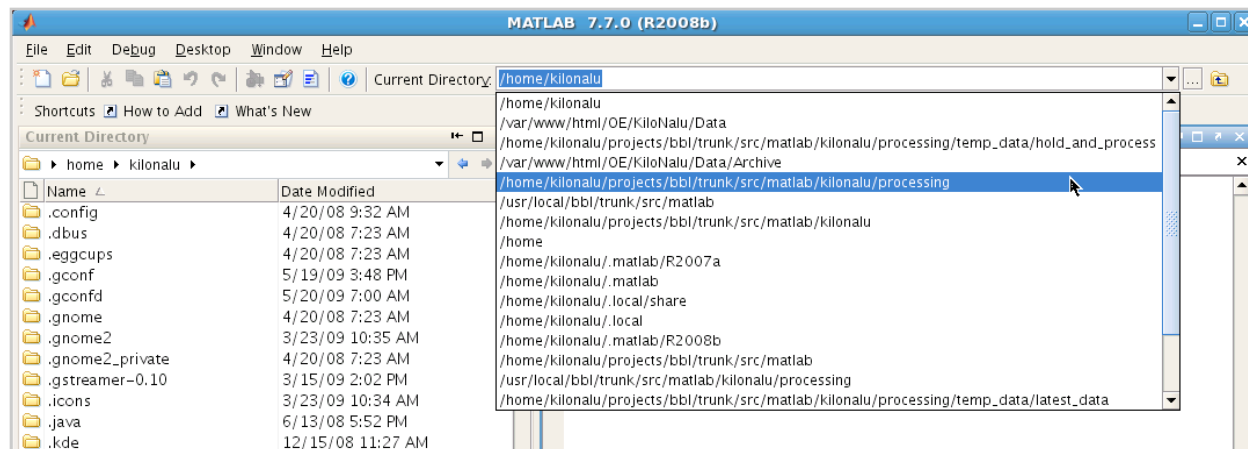 MATLAB 7.7.0 (R2008b)
File Edit Debug Desktop Window Help
Current Directory: /home/kilonalu ...
Shortcuts How to Add What's New
Current Directory
home kilonalu
Name Date Modified
.config 4/20/08 9:32 AM
.dbus 4/20/08 7:23 AM
.eggcups 4/20/08 7:23 AM
.gconf 5/19/09 3:48 PM
.gconfd 5/20/09 7:00 AM
.gnome 4/20/08 7:23 AM
.gnome2 3/23/09 10:35 AM
.gnome2_private 4/20/08 7:23 AM
.gstreamer-0.10 3/15/09 2:02 PM
.icons 3/23/09 10:34 AM
.java 6/13/08 5:52 PM
.kde 12/15/08 11:27 AM
/home/kilonalu
/var/www/html/OE/KiloNalu/Data
/home/kilonalu/projects/bbl/trunk/src/matlab/kilonalu/processing/temp_data/hold_and_process
/var/www/html/OE/KiloNalu/Data/Archive
/home/kilonalu/projects/bbl/trunk/src/matlab/kilonalu/processing
/usr/local/bbl/trunk/src/matlab
/home/kilonalu/projects/bbl/trunk/src/matlab/kilonalu
/home
/home/kilonalu/.matlab/R2007a
/home/kilonalu/.matlab
/home/kilonalu/.local/share
/home/kilonalu/.local
/home/kilonalu/.matlab/R2008b
/home/kilonalu/projects/bbl/trunk/src/matlab
/usr/local/bbl/trunk/src/matlab/kilonalu/processing
/home/kilonalu/projects/bbl/trunk/src/matlab/kilonalu/processing/temp_data/latest_data